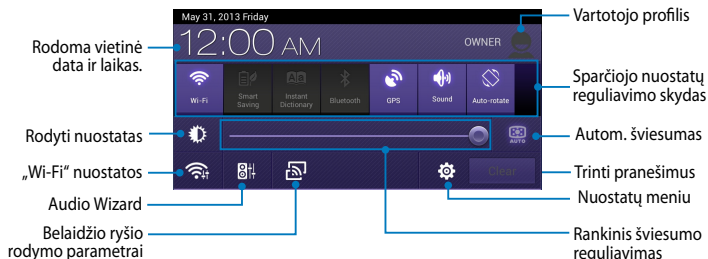 May 31, 2013 Friday
12:00 AM
OWNER
Wi-Fi
Smart
Saving
Instant
Dictionary
Bluetooth
GPS
Sound
Auto-rotate
AUTO
Clear
Rodoma vietinė
data ir laikas.
Rodyti nuostatas
„Wi-Fi“ nuostatos
Audio Wizard
Belaidžio ryšio
rodymo parametrai
Vartotojo profilis
Sparčiojo nuostatų
reguliavimo skydas
Autom. šviesumas
Trinti pranešimus
Nuostatų meniu
Rankinis šviesumo
reguliavimas